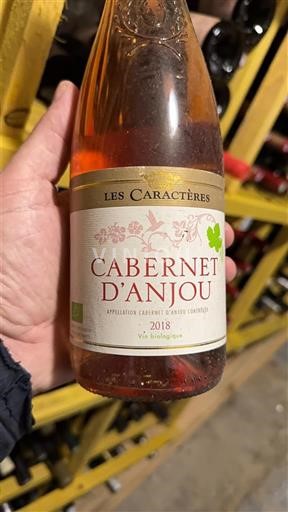 LES CARACTÈRES
CABERNET
D'ANJOU
APPELLATION CABERNET D'ANJOU CONTRÔLÉE
2018
Vin biologique